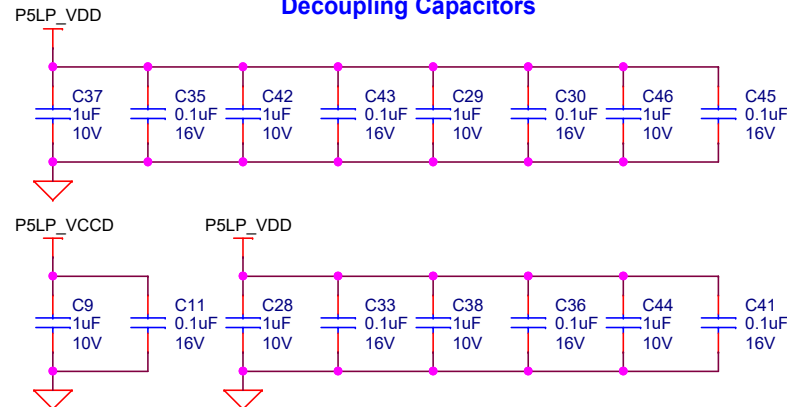 Decoupling Capacitors
P5LP_VDD
C37 C35 C42 C43 C29 C30 C46 C45
1uF 0.1uF 1uF 0.1uF 1uF 0.1uF 1uF 0.1uF
10V 16V 10V 16V 10V 16V 10V 16V
P5LP_VCCD P5LP_VDD
C9 C11 C28 C33 C38 C36 C44 C41
1uF 0.1uF 1uF 0.1uF 1uF 0.1uF 1uF 0.1uF
10V 16V 10V 16V 10V 16V 10V 16V